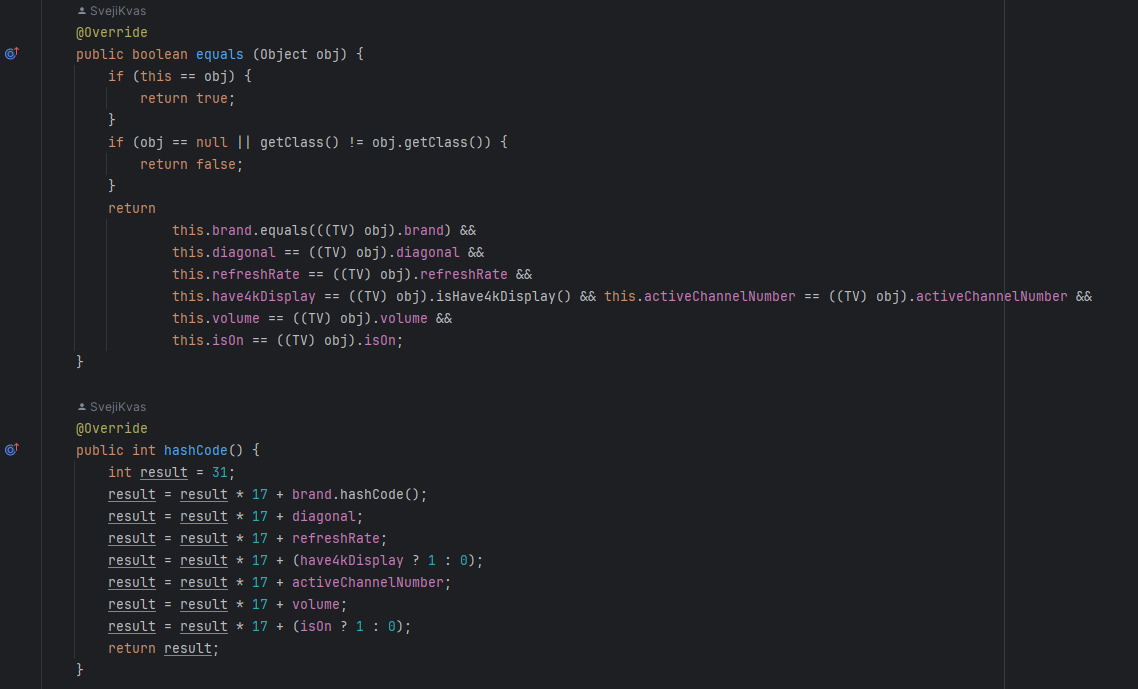 SvejiKvas
@Override
public boolean equals (Object obj) {
if (this == obj) {
return true;
}
if (obj == null || getClass() != obj.getClass()) {
return false;
}
return
this.brand.equals(((TV) obj).brand) &&
this.diagonal == ((TV) obj).diagonal &&
this.refreshRate == ((TV) obj).refreshRate &&
this.have4kDisplay == ((TV) obj).isHave4kDisplay() && this.activeChannelNumber == ((TV) obj).activeChannelNumber &&
this.volume == ((TV) obj).volume &&
this.isOn == ((TV) obj).isOn;
}
SvejiKvas
@Override
public int hashCode() {
int result = 31;
result = result * 17 + brand.hashCode();
result = result * 17 + diagonal;
result = result * 17 + refreshRate;
result = result * 17 + (have4kDisplay ? 1 : 0);
result = result * 17 + activeChannelNumber;
result = result * 17 + volume;
result = result * 17 + (isOn ? 1 : 0);
return result;
}